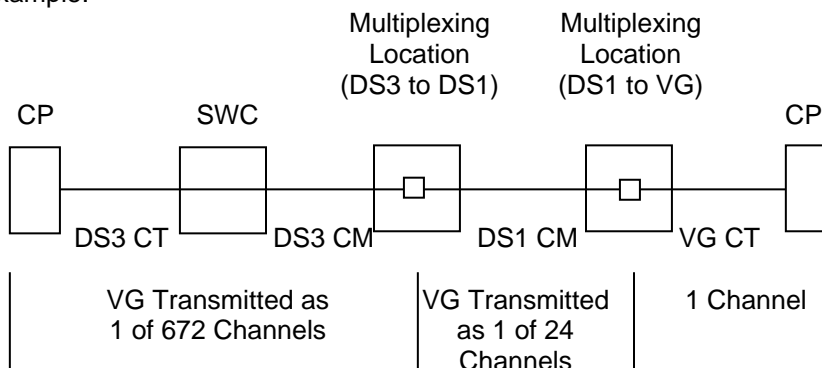 Multiplexing
Location
(DS3 to DS1)
Multiplexing
Location
(DS1 to VG)
CP
SWC
CP
DS3 CT
DS3 CM
DS1 CM
VG CT
VG Transmitted as
1 of 672 Channels
VG Transmitted
as 1 of 24
Channels
1 Channel